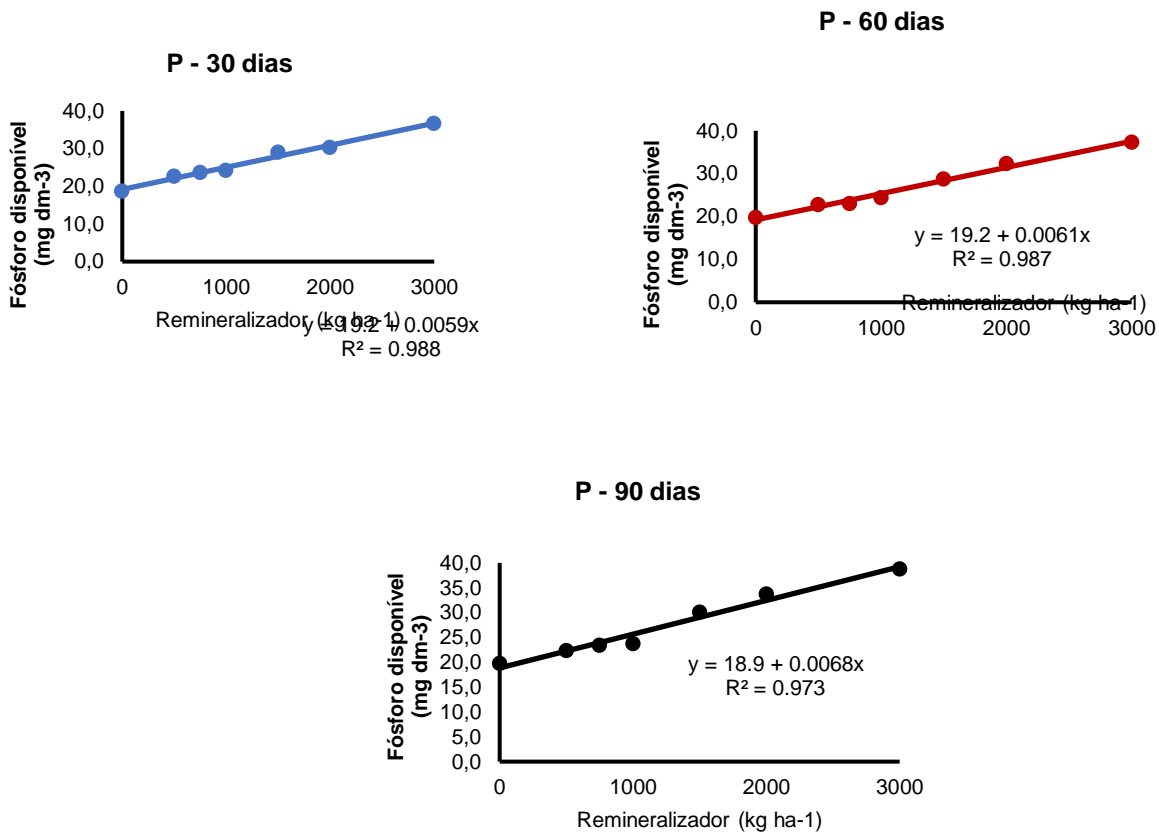 P - 30 dias
Fósforo disponível
(mg dm-3)
40,0
30,0
20,0
10,0
0,0
0 1000 2000 3000
Remineralizador (kg ha-1)
y = 19.2 + 0.0059x
R² = 0.988
P - 60 dias
Fósforo disponível
(mg dm-3)
40,0
30,0
20,0
10,0
0,0
y = 19.2 + 0.0061x
R² = 0.987
Remineralizador (kg ha-1)
0 1000 2000 3000
P - 90 dias
Fósforo disponível
(mg dm-3)
40,0
35,0
30,0
25,0
20,0
15,0
10,0
5,0
0,0
y = 18.9 + 0.0068x
R² = 0.973
0 1000 2000 3000
Remineralizador (kg ha-1)